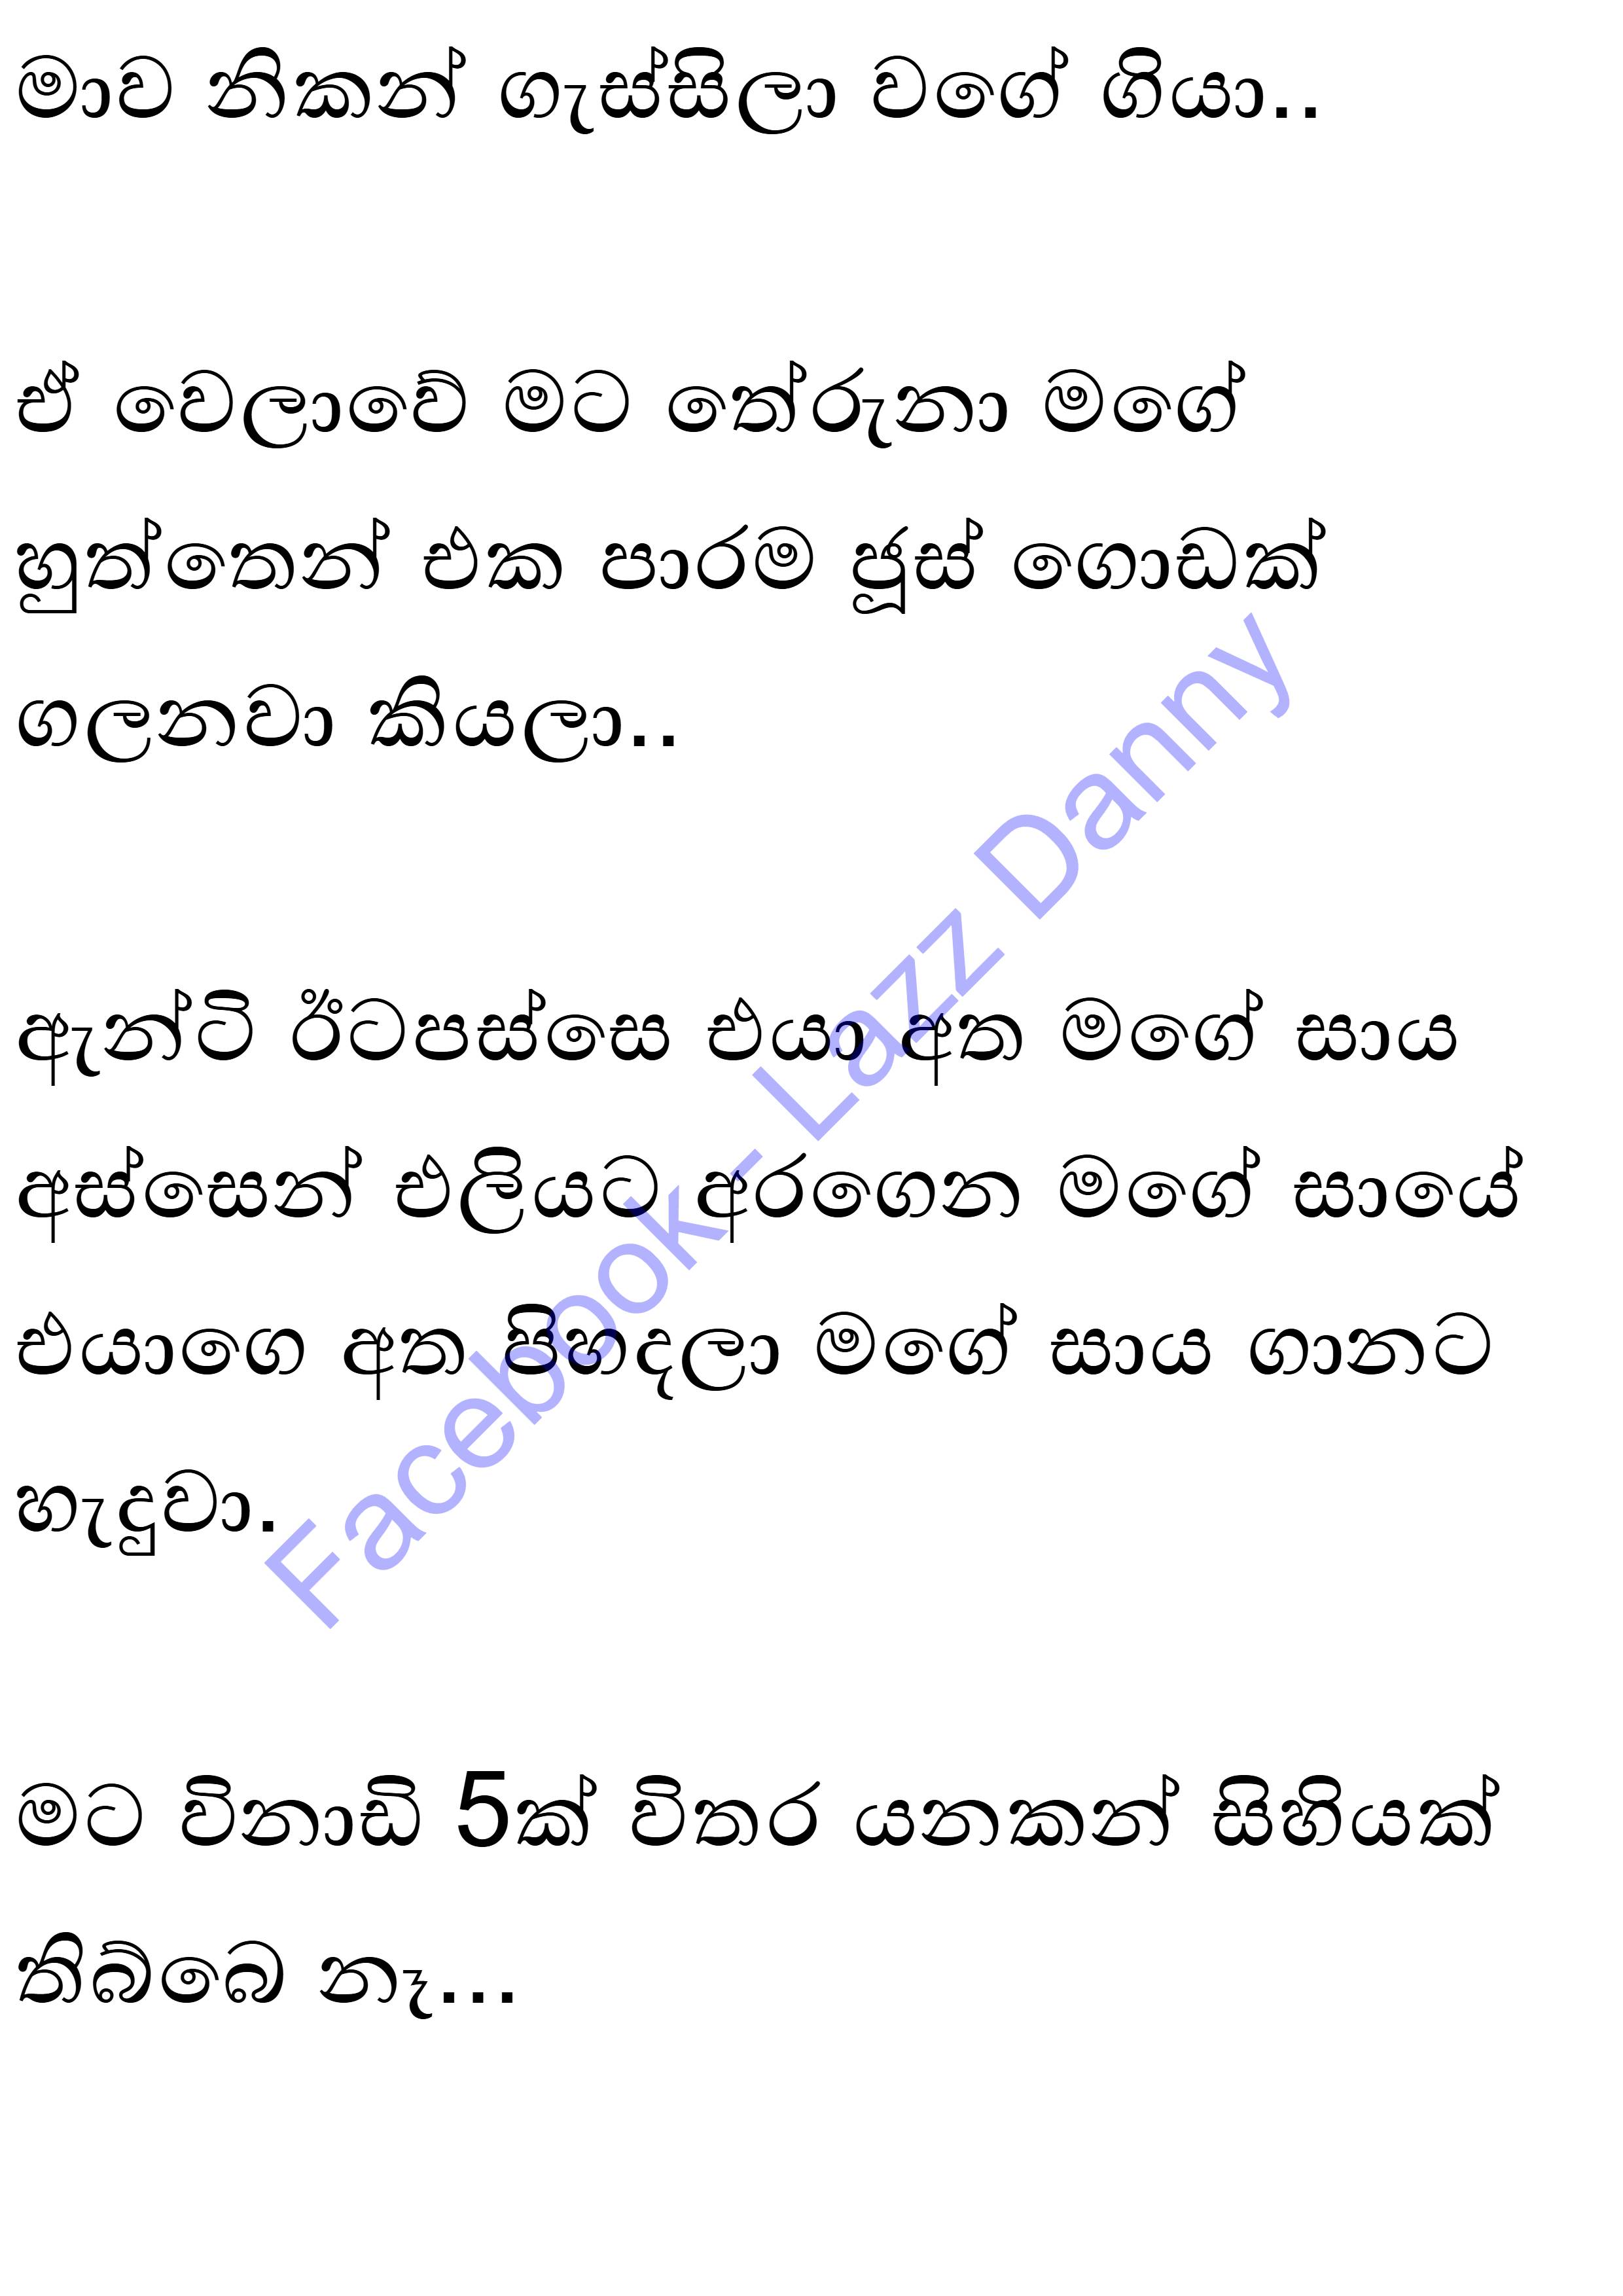 මාව නිකන් ගැස්සිලා වගේ ගියා..
ඒ වෙලාවේ මට තේරුනා මගේ
හුත්තෙන් එක පාරම ජූස් ගොඩක්
ගලනවා කියලා..
ඇන්ටි ඊටපස්සෙ එයා අත මගේ සාය
අස්සෙන් එලියට අරගෙන මගේ සායේ
එයාගෙ අත පිහදලා මගේ සාය ගානට
හැදුවා.
මට විනාඩි 5ක් විතර යනකන් සිහියක්
තිබ්බෙ නෑ...
Facebook - Lazz Danny